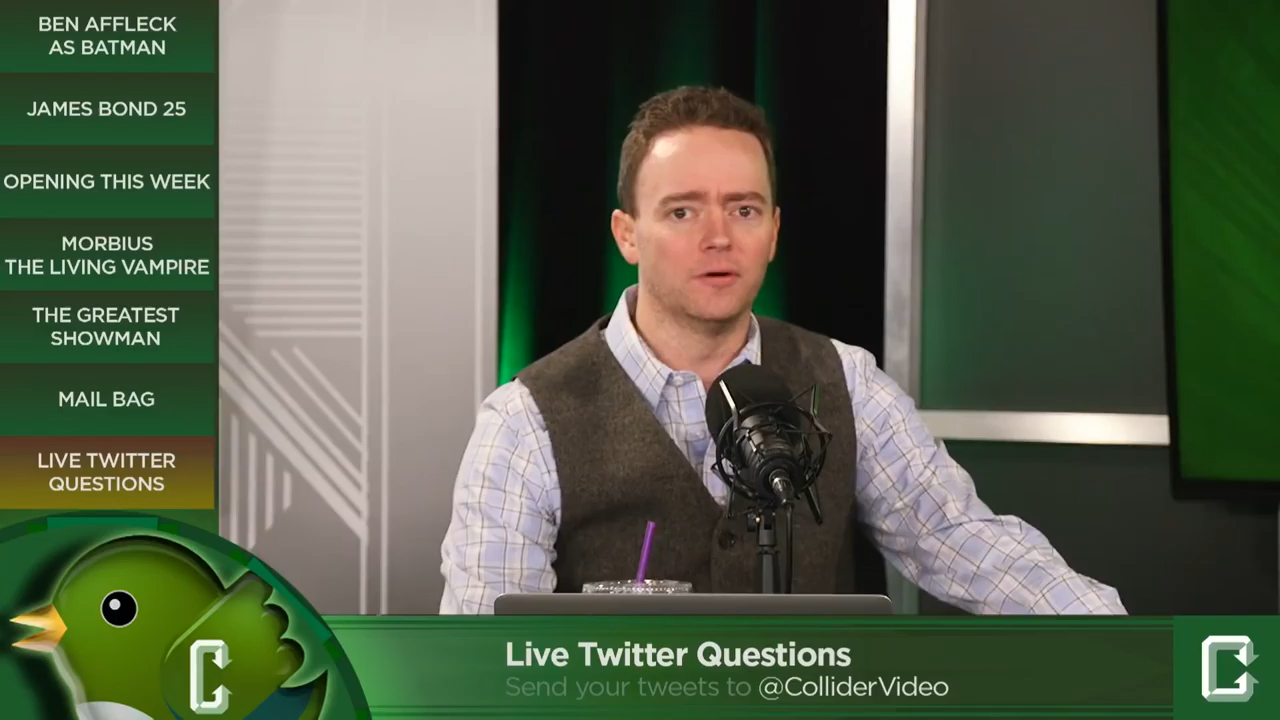 BEN AFFLECK
AS BATMAN
JAMES BOND 25
OPENING THIS WEEK
MORBIUS
THE LIVING VAMPIRE
THE GREATEST
SHOWMAN
MAIL BAG
LIVE TWITTER
QUESTIONS
Live Twitter Questions
Send your tweets to @ColliderVideo